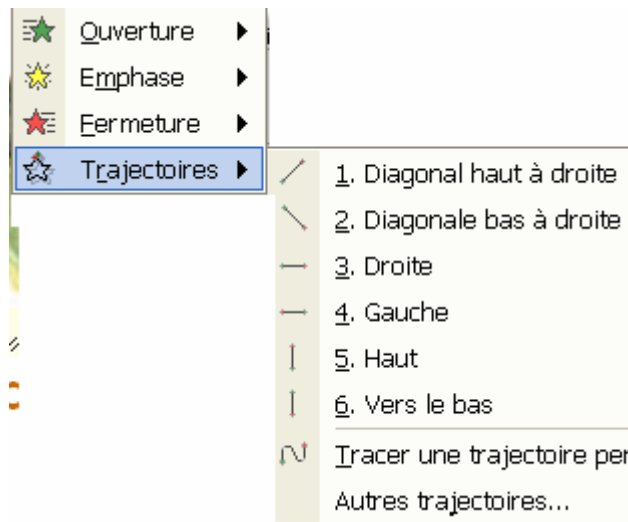 Ouverture
Emphase
Fermeture
Trajectoires
1. Diagonal haut à droite
2. Diagonale bas à droite
3. Droite
4. Gauche
5. Haut
6. Vers le bas
Tracer une trajectoire per
Autres trajectoires...